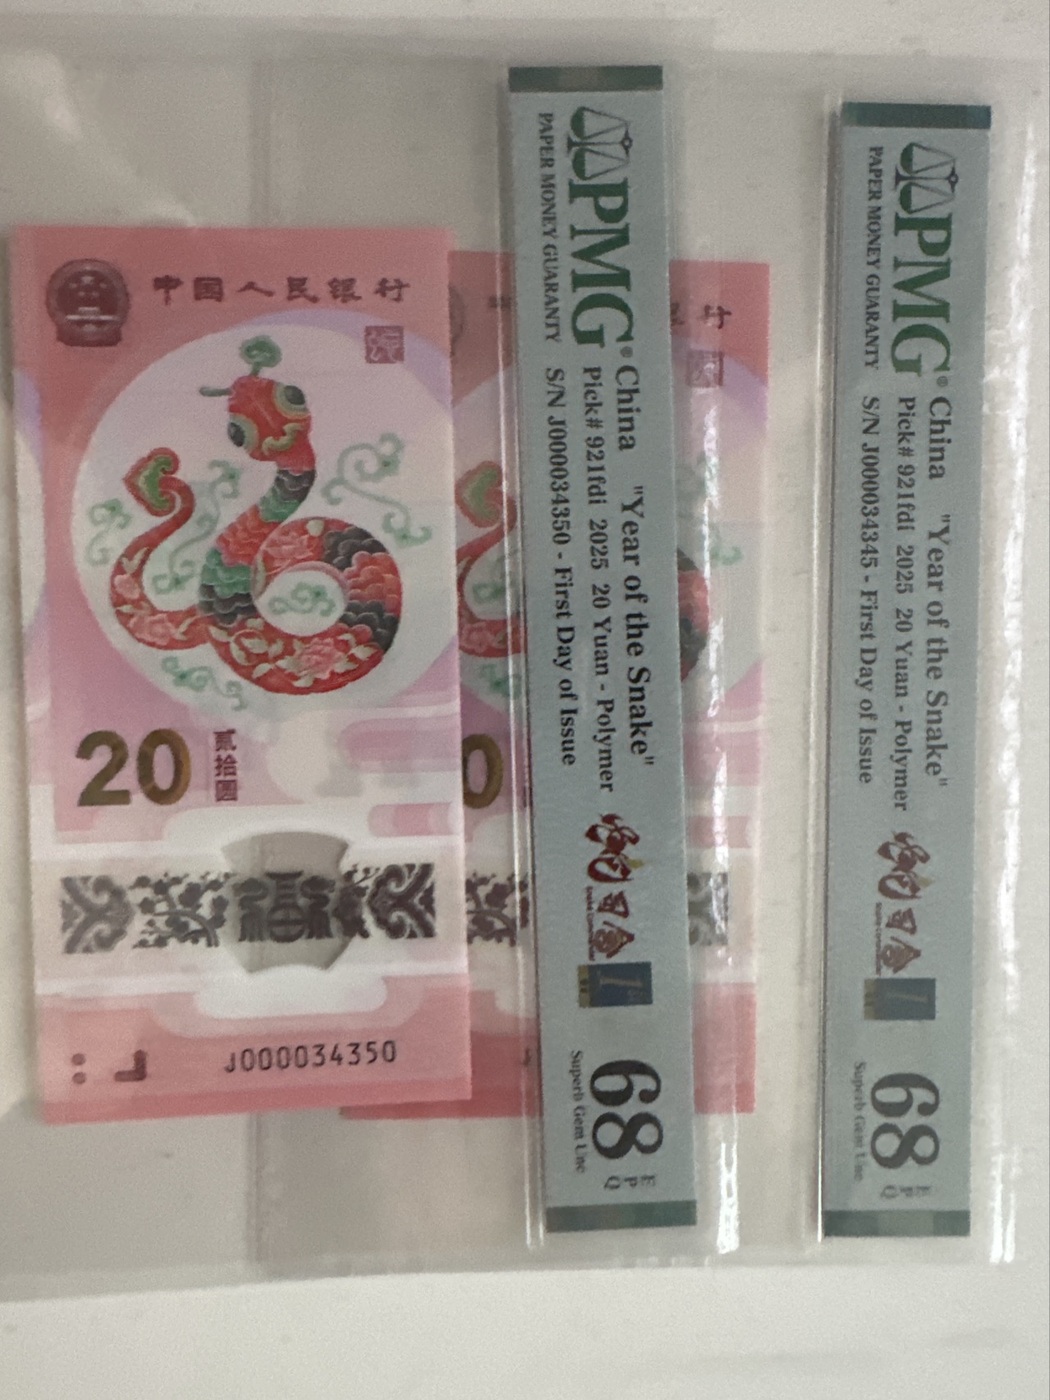 中国人民银行
20 贰拾圆
J000034350
行
0
PMG®
PAPER MONEY GUARANTY
China "Year of the Snake"
Pick# 921fdi 2025 20 Yuan - Polymer
S/N J000034350 - First Day of Issue
68 EPQ
Superb Gem Unc
PMG®
PAPER MONEY GUARANTY
China "Year of the Snake"
Pick# 921fdi 2025 20 Yuan - Polymer
S/N J000034345 - First Day of Issue
68 EPQ
Superb Gem Unc